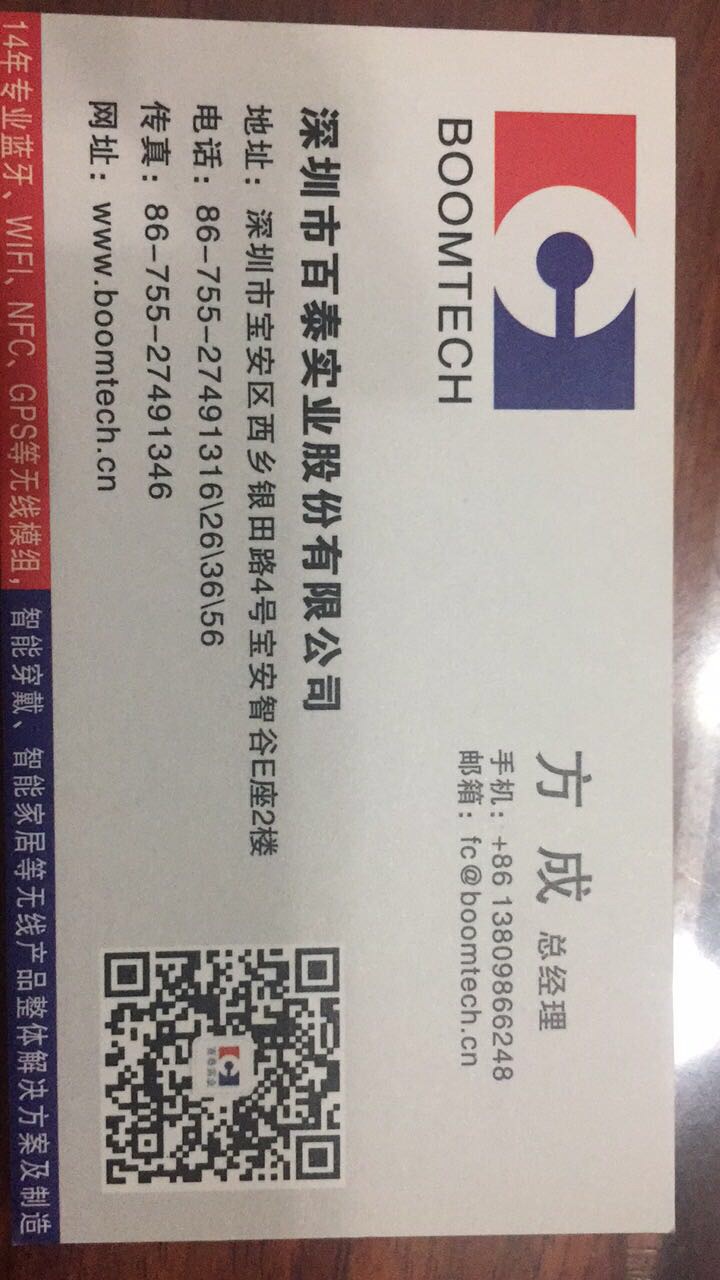 BOOMTECH
方 成 总经理
手机：+86 13809866248
邮箱：fc@boomtech.cn
深圳市百泰实业股份有限公司
地址：深圳市宝安区西乡银田路4号宝安智谷E座2楼
电话：86-755-27491316\26\36\56
传真：86-755-27491346
网址：www.boomtech.cn
14年专业蓝牙、WIFI、NFC、GPS等无线模组，智能穿戴、智能家居等无线产品整体解决方案及制造